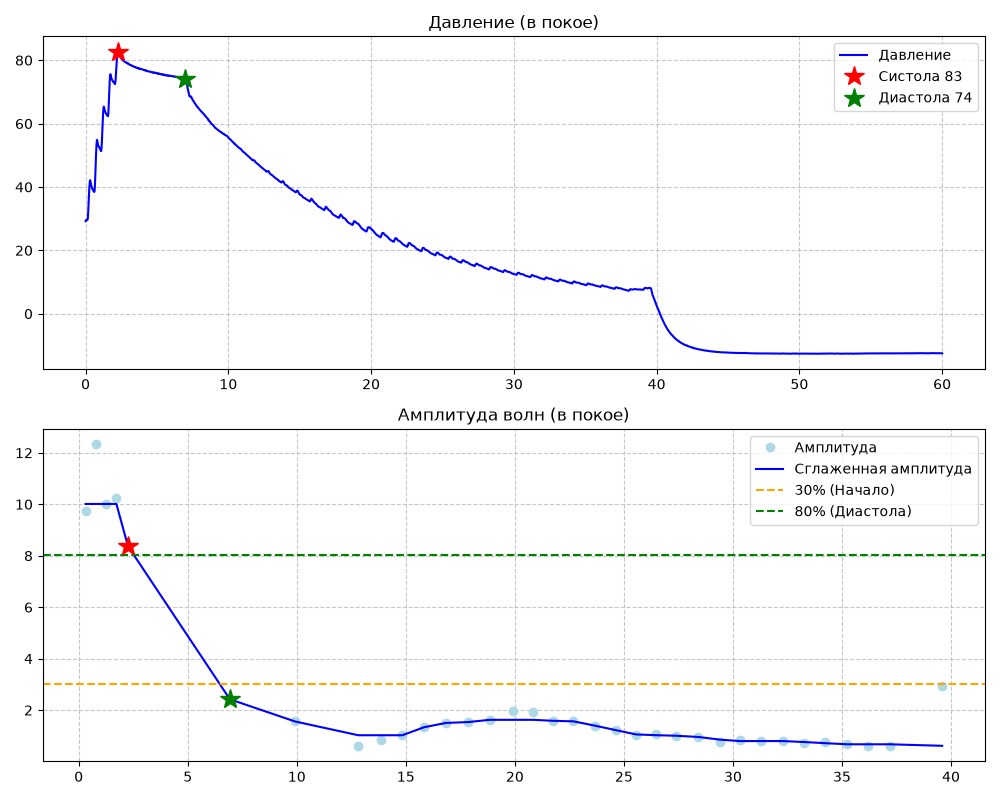 Давление (в покое)
80
60
40
20
0
Давление
Систола 83
Диастола 74
0 10 20 30 40 50 60
Амплитуда волн (в покое)
12
10
8
6
4
2
Амплитуда
Сглаженная амплитуда
30% (Начало)
80% (Диастола)
0 5 10 15 20 25 30 35 40